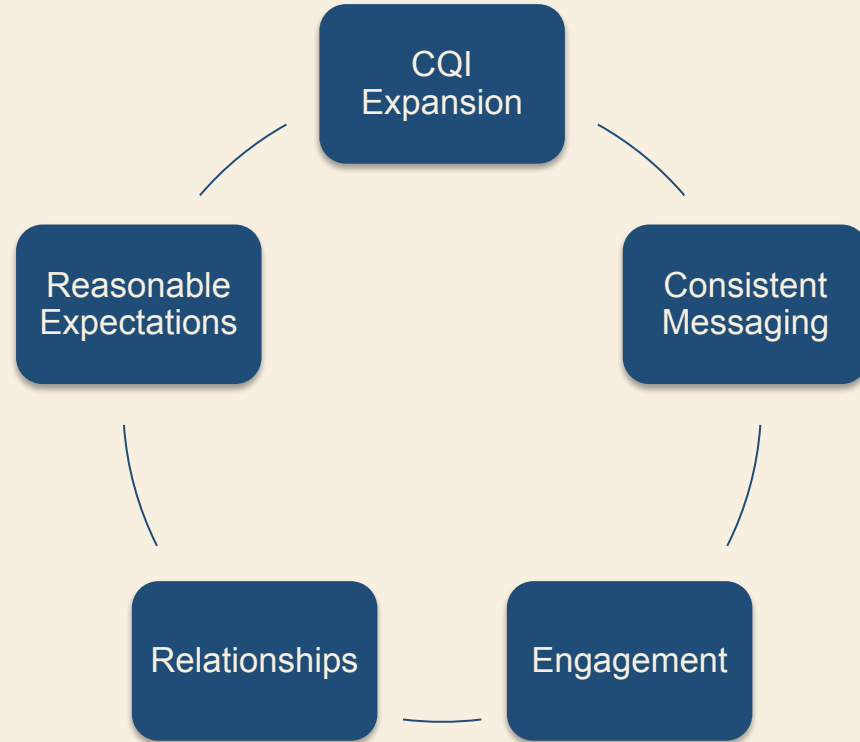 CQI
Expansion
Consistent
Messaging
Engagement
Relationships
Reasonable
Expectations